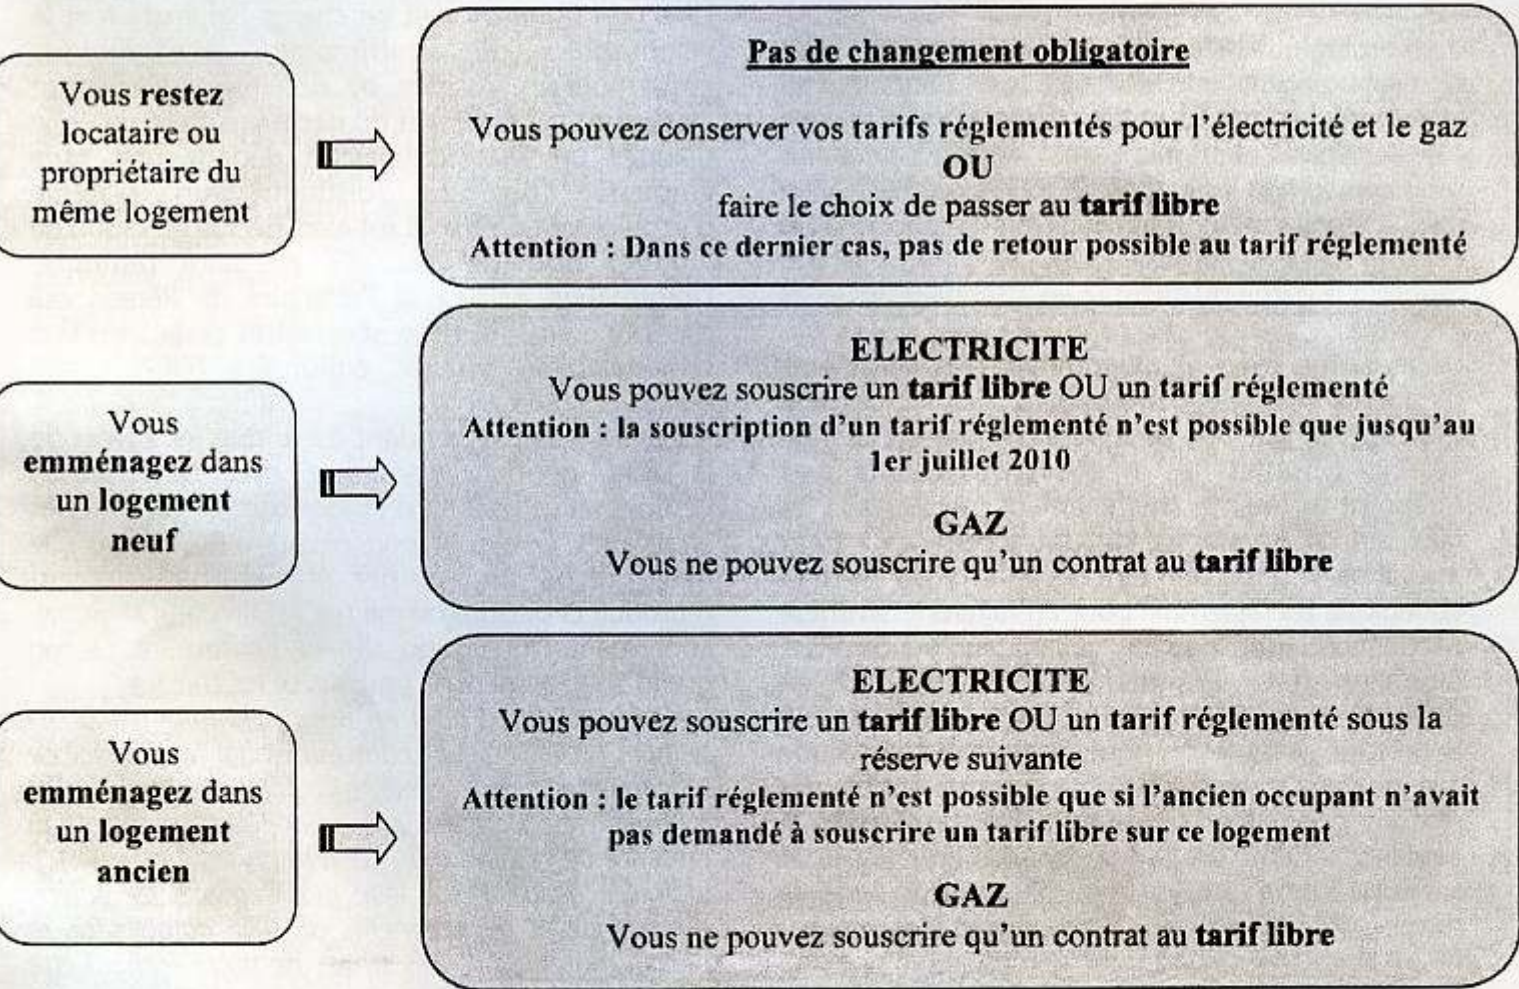 Vous restez
locataire ou
propriétaire du
même logement
Pas de changement obligatoire
Vous pouvez conserver vos tarifs réglementés pour l'électricité et le gaz
OU
faire le choix de passer au tarif libre
Attention : Dans ce dernier cas, pas de retour possible au tarif réglementé
Vous
emménagez dans
un logement
neuf
ELECTRICITE
Vous pouvez souscrire un tarif libre OU un tarif réglementé
Attention : la souscription d'un tarif réglementé n'est possible que jusqu'au
1er juillet 2010
GAZ
Vous ne pouvez souscrire qu'un contrat au tarif libre
Vous
emménagez dans
un logement
ancien
ELECTRICITE
Vous pouvez souscrire un tarif libre OU un tarif réglementé sous la
réserve suivante
Attention : le tarif réglementé n'est possible que si l'ancien occupant n'avait
pas demandé à souscrire un tarif libre sur ce logement
GAZ
Vous ne pouvez souscrire qu'un contrat au tarif libre